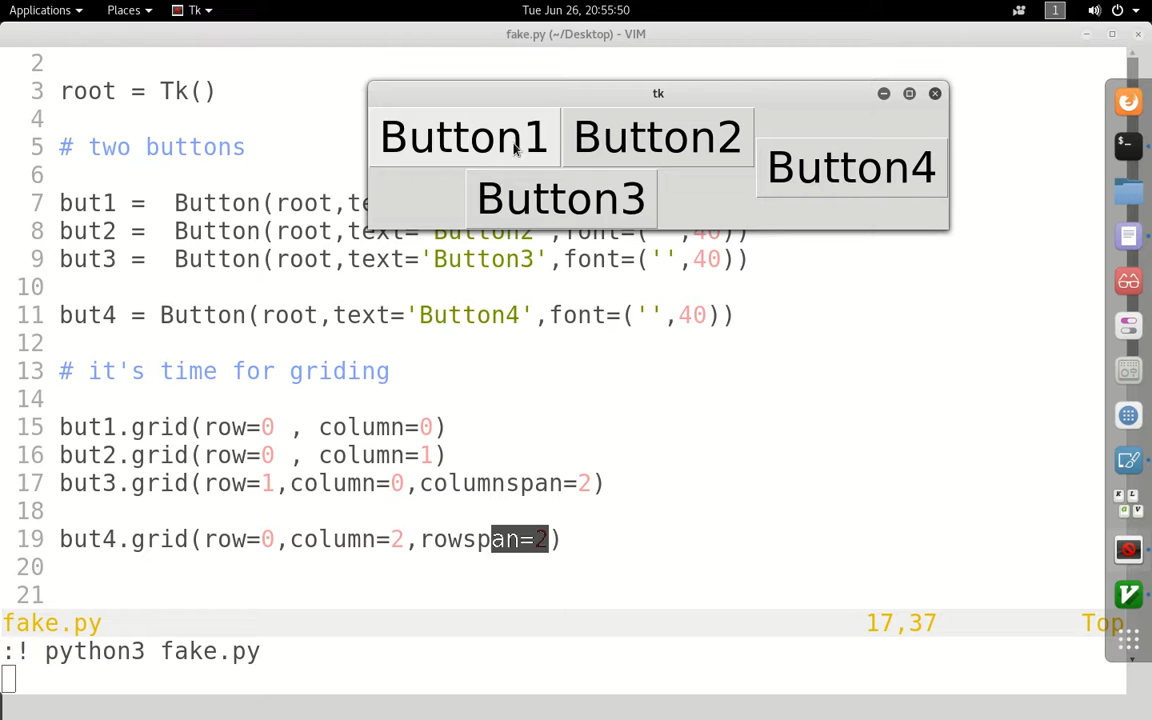 Applications Places Tk Tue Jun 26, 20:55:50 1
fake.py (~/Desktop) - VIM
2
3 root = Tk()
4
5 # two buttons
6
7 but1 = Button(root,te
8 but2 = Button(root,text='Button2',font=('',40))
9 but3 = Button(root,text='Button3',font=('',40))
10
11 but4 = Button(root,text='Button4',font=('',40))
12
13 # it's time for griding
14
15 but1.grid(row=0 , column=0)
16 but2.grid(row=0 , column=1)
17 but3.grid(row=1,column=0,columnspan=2)
18
19 but4.grid(row=0,column=2,rowspan=2)
20
21
fake.py 17,37 Top
:! python3 fake.py
tk
Button1 Button2
Button4
Button3
K L
G V